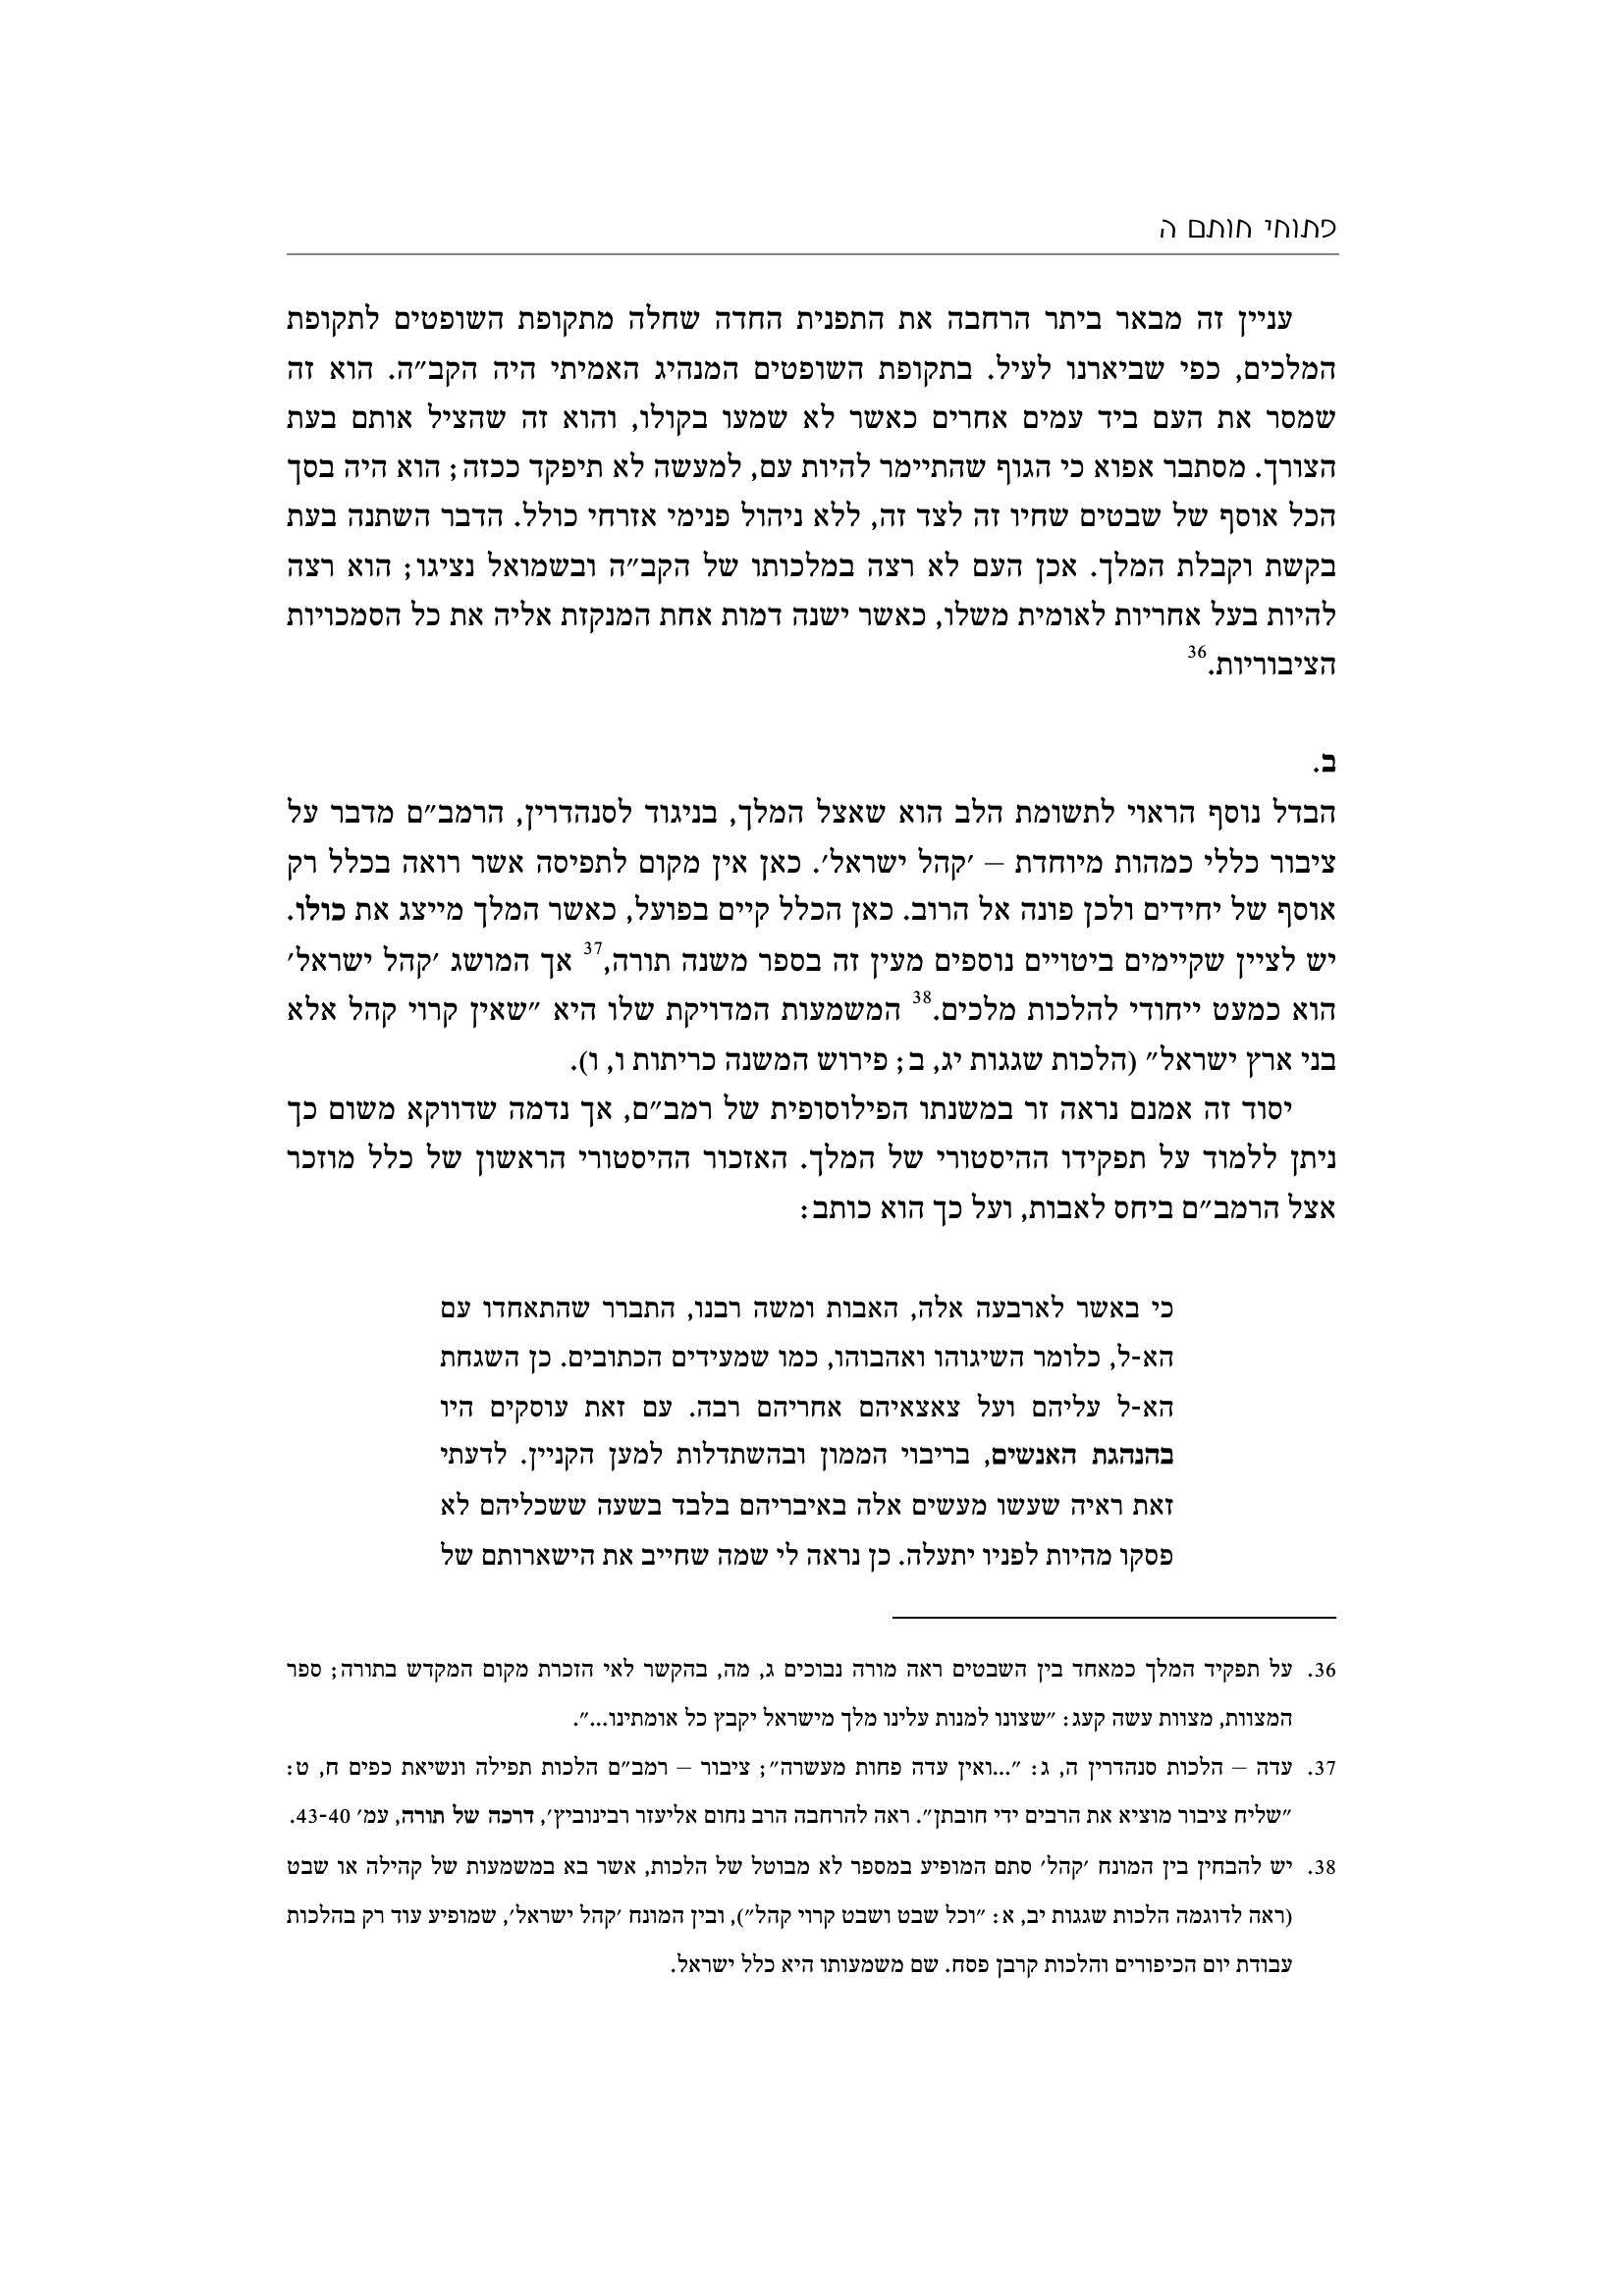 פתוחי חותם ה
עניין זה מבאר ביתר הרחבה את התפנית החדה שחלה מתקופת השופטים לתקופת
המלכים, כפי שביארנו לעיל. בתקופת השופטים המנהיג האמיתי היה הקב״ה. הוא זה
שמסר את העם ביד עמים אחרים כאשר לא שמעו בקולו, והוא זה שהציל אותם בעת
הצורך. מסתבר אפוא כי הגוף שהתיימר להיות עם, למעשה לא תיפקד ככזה; הוא היה בסך
הכל אוסף של שבטים שחיו זה לצד זה, ללא ניהול פנימי אזרחי כולל. הדבר השתנה בעת
בקשת וקבלת המלך. אכן העם לא רצה במלכותו של הקב״ה ובשמואל נציגו; הוא רצה
להיות בעל אחריות לאומית משלו, כאשר ישנה דמות אחת המנקזת אליה את כל הסמכויות
הציבוריות.36
ב.
הבדל נוסף הראוי לתשומת הלב הוא שאצל המלך, בניגוד לסנהדרין, הרמב״ם מדבר על
ציבור כללי כמהות מיוחדת – ׳קהל ישראל׳. כאן אין מקום לתפיסה אשר רואה בכלל רק
אוסף של יחידים ולכן פונה אל הרוב. כאן הכלל קיים בפועל, כאשר המלך מייצג את כולו.
יש לציין שקיימים ביטויים נוספים מעין זה בספר משנה תורה,37 אך המושג ׳קהל ישראל׳
הוא כמעט ייחודי להלכות מלכים.38 המשמעות המדויקת שלו היא ״שאין קרוי קהל אלא
בני ארץ ישראל״ (הלכות שגגות יג, ב; פירוש המשנה כריתות ו, ו).
יסוד זה אמנם נראה זר במשנתו הפילוסופית של רמב״ם, אך נדמה שדווקא משום כך
ניתן ללמוד על תפקידו ההיסטורי של המלך. האזכור ההיסטורי הראשון של כלל מוזכר
אצל הרמב״ם ביחס לאבות, ועל כך הוא כותב:
כי באשר לארבעה אלה, האבות ומשה רבנו, התברר שהתאחדו עם
הא-ל, כלומר השיגוהו ואהבוהו, כמו שמעידים הכתובים. כן השגחת
הא-ל עליהם ועל צאצאיהם אחריהם רבה. עם זאת עוסקים היו
בהנהגת האנשים, בריבוי הממון ובהשתדלות למען הקניין. לדעתי
זאת ראיה שעשו מעשים אלה באיבריהם בלבד בשעה ששכליהם לא
פסקו מהיות לפניו יתעלה. כן נראה לי שמה שחייב את הישארותם של
36. על תפקיד המלך כמאחד בין השבטים ראה מורה נבוכים ג, מה, בהקשר לאי הזכרת מקום המקדש בתורה; ספר
המצוות, מצוות עשה קעג: ״שצונו למנות עלינו מלך מישראל יקבץ כל אומתינו...״.
37. עדה – הלכות סנהדרין ה, ג: ״...ואין עדה פחות מעשרה״; ציבור – רמב״ם הלכות תפילה ונשיאת כפים ח, ט:
״שליח ציבור מוציא את הרבים ידי חובתן״. ראה להרחבה הרב נחום אליעזר רבינוביץ׳, דרכה של תורה, עמ׳ 43-40.
38. יש להבחין בין המונח ׳קהל׳ סתם המופיע במספר לא מבוטל של הלכות, אשר בא במשמעות של קהילה או שבט
(ראה לדוגמה הלכות שגגות יב, א: ״וכל שבט ושבט קרוי קהל״), ובין המונח ׳קהל ישראל׳, שמופיע עוד רק בהלכות
עבודת יום הכיפורים והלכות קרבן פסח. שם משמעותו היא כלל ישראל.